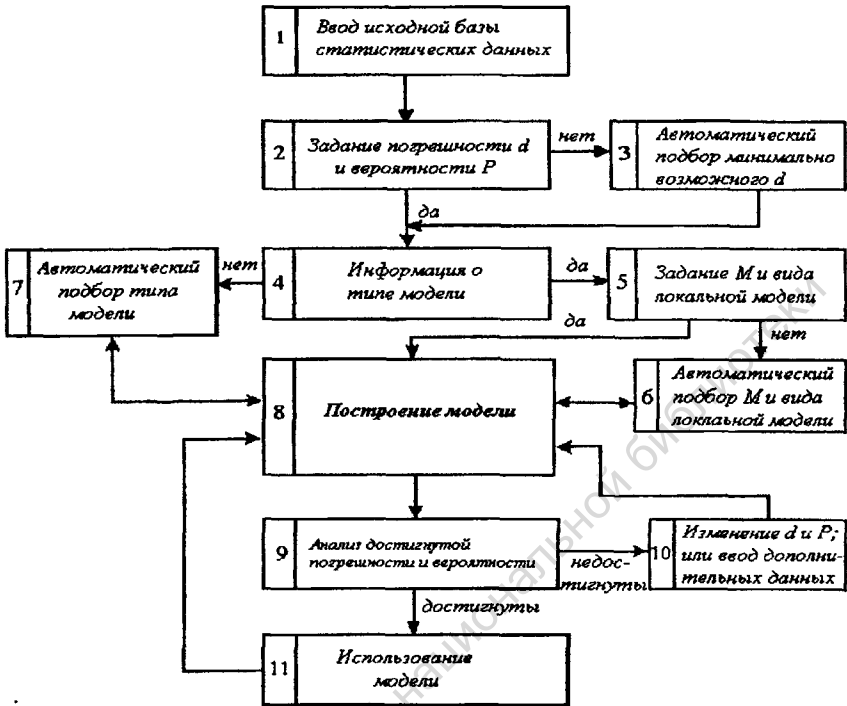 1
Ввод исходной базы
статистических данных
2
Задание погрешности d
и вероятности P
нет
3
Автоматический
подбор минимально
возможного d
да
7
Автоматический
подбор типа
модели
нет
4
Информация о
типе модели
да
5
Задание M и вида
локальной модели
да
нет
8
Построение модели
6
Автоматический
подбор M и вида
локлаьной модели
9
Анализ достигнутой
погрешности и вероятности
недос-
тигнуты
10
Изменение d и P;
или ввод дополни-
тельных данных
достигнуты
11
Использование
модели
национальной библиотеки